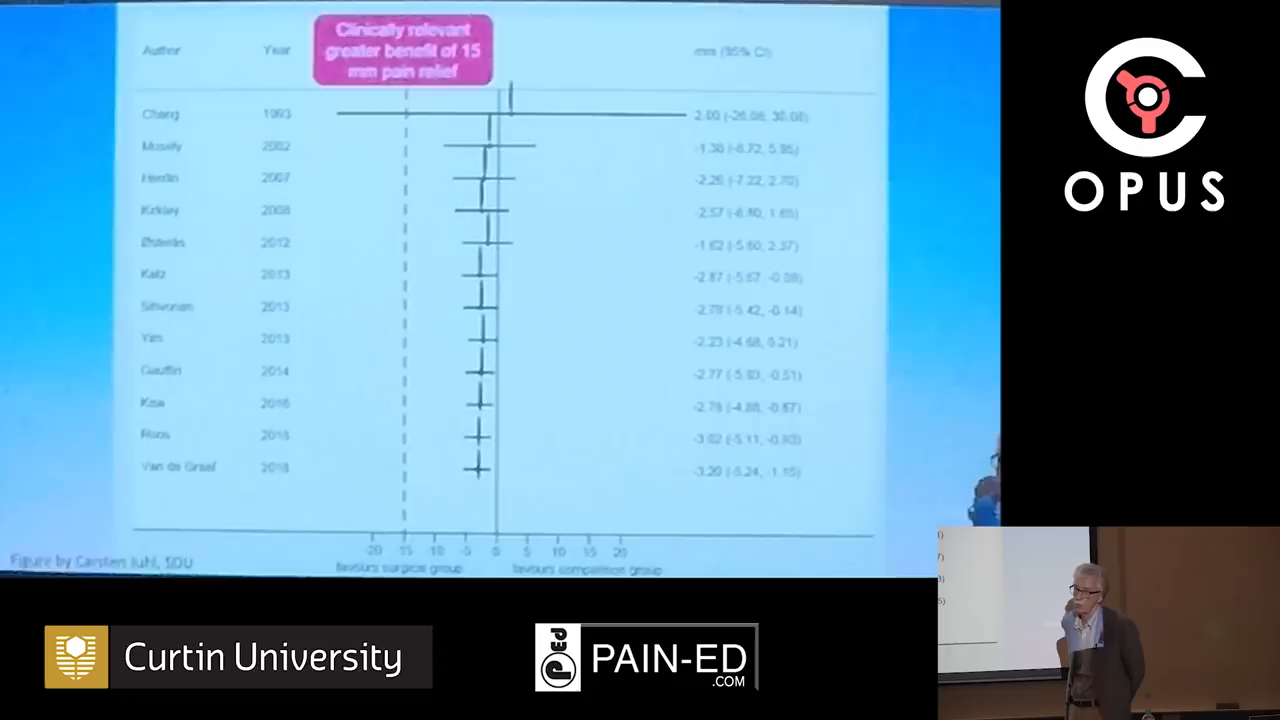 Clinically relevant
greater benefit of 15
mm pain relief
Author Year mm (95% CI)
Chang 1993 2.00 (-26.08, 30.08)
Mosely 2002 -1.38 (-8.72, 5.95)
Herrlin 2007 -2.26 (-7.22, 2.70)
Kirkley 2008 -2.57 (-6.80, 1.65)
Østerås 2012 -1.62 (-5.60, 2.37)
Katz 2013 -2.87 (-5.67, -0.08)
Sihvonen 2013 -2.78 (-5.42, -0.14)
Yim 2013 -2.23 (-4.68, 0.21)
Gauffin 2014 -2.77 (-5.03, -0.51)
Kise 2016 -2.78 (-4.88, -0.67)
Roos 2018 -3.02 (-5.11, -0.93)
Van de Graaf 2018 -3.20 (-5.24, -1.15)
-20 -15 -10 -5 0 5 10 15 20
favours surgical group favours comparison group
Figure by Carsten Juhl, SDU
OPUS
Curtin University
PAIN-ED
.COM